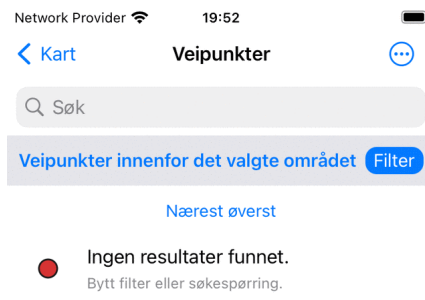 Network Provider 19:52
Kart Veipunkter
Søk
Veipunkter innenfor det valgte området Filter
Nærest øverst
Ingen resultater funnet.
Bytt filter eller søkespørring.